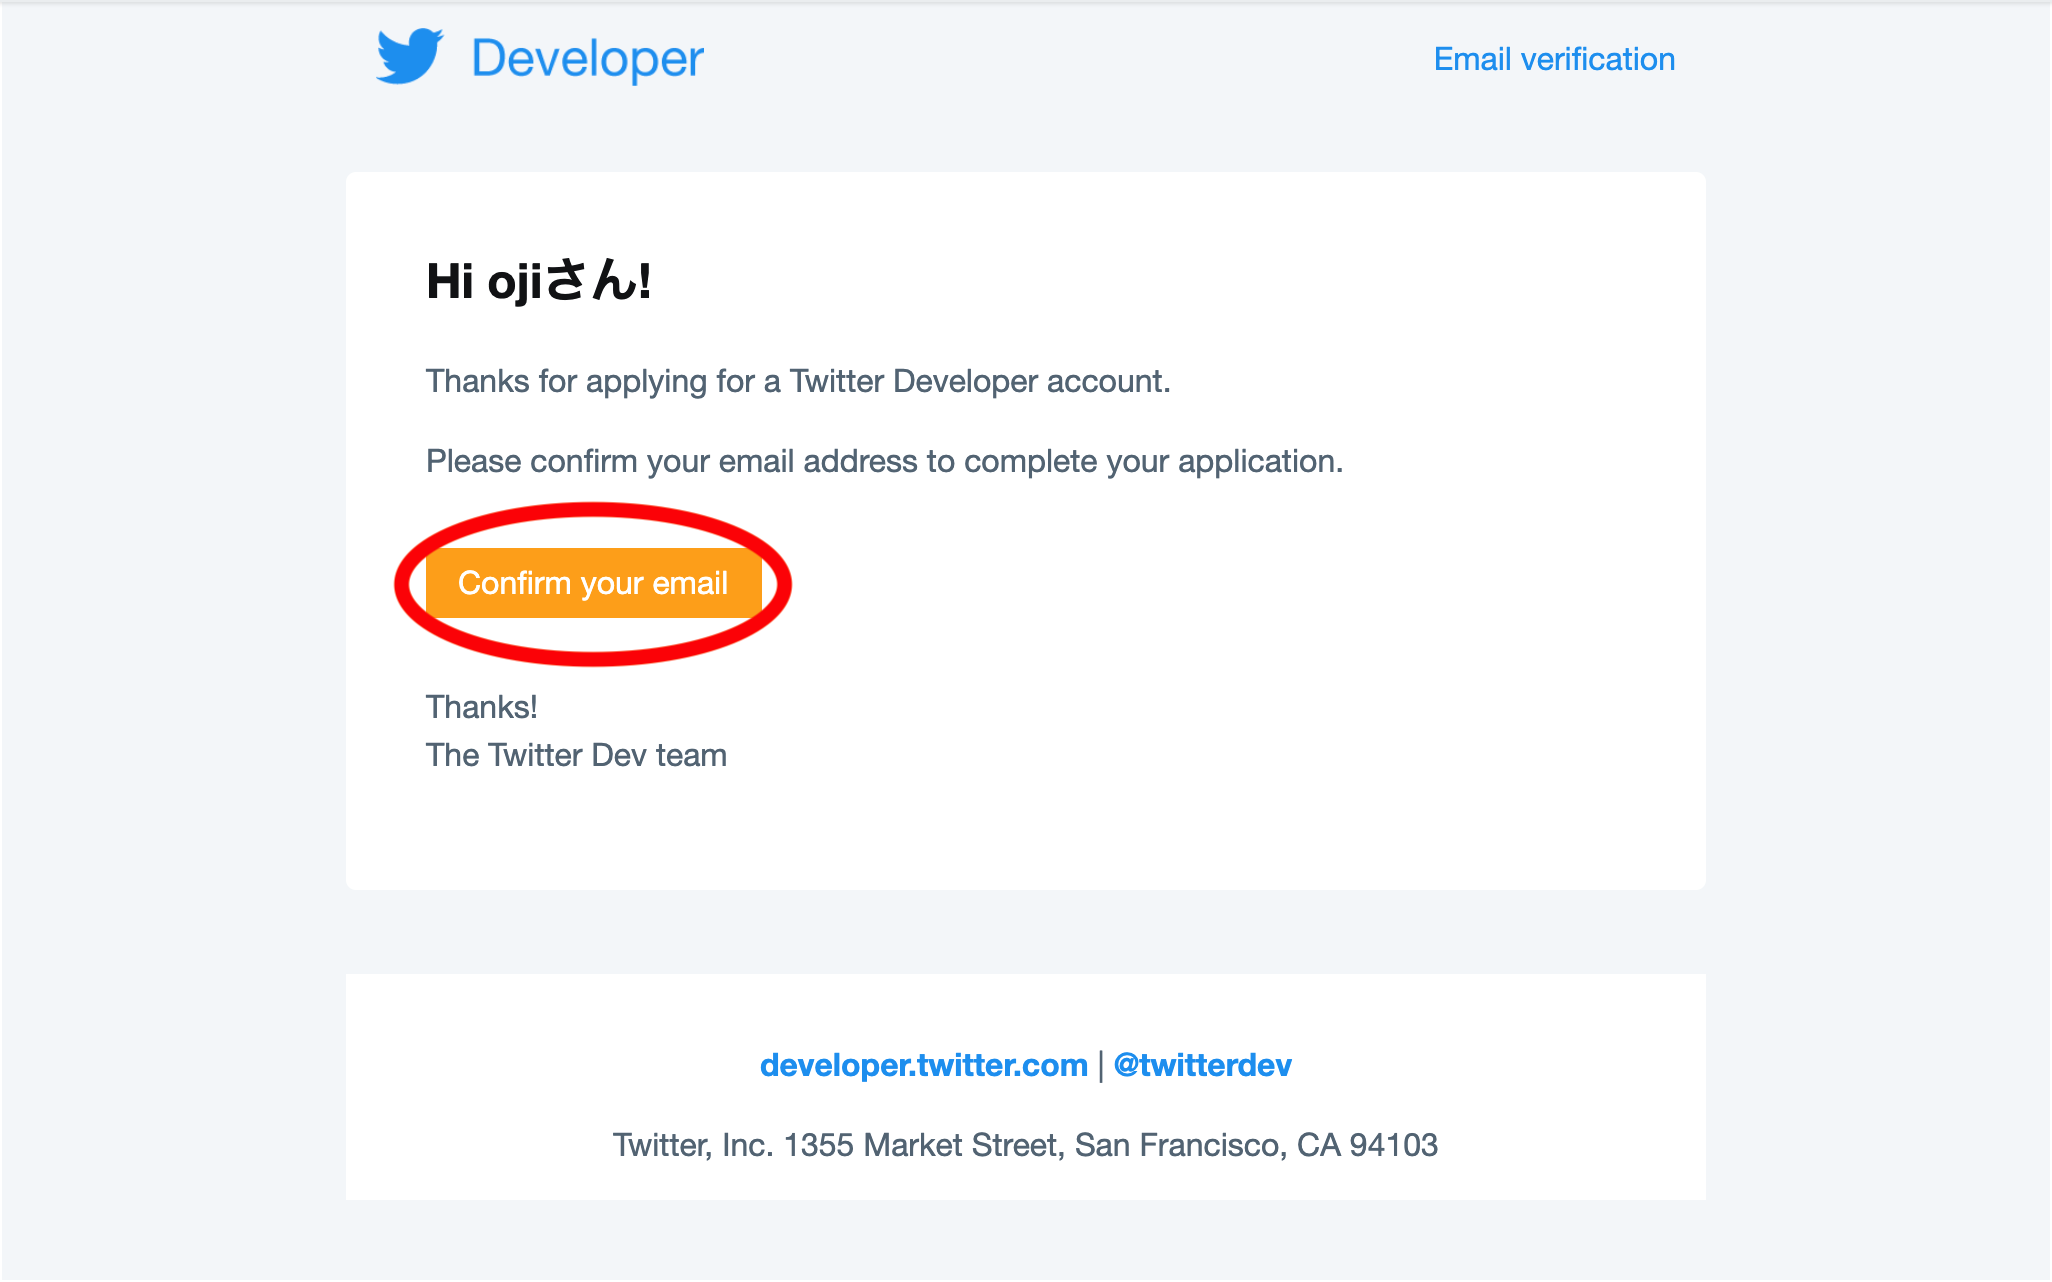 Developer
Email verification
Hi ojiさん!
Thanks for applying for a Twitter Developer account.
Please confirm your email address to complete your application.
Confirm your email
Thanks!
The Twitter Dev team
developer.twitter.com | @twitterdev
Twitter, Inc. 1355 Market Street, San Francisco, CA 94103